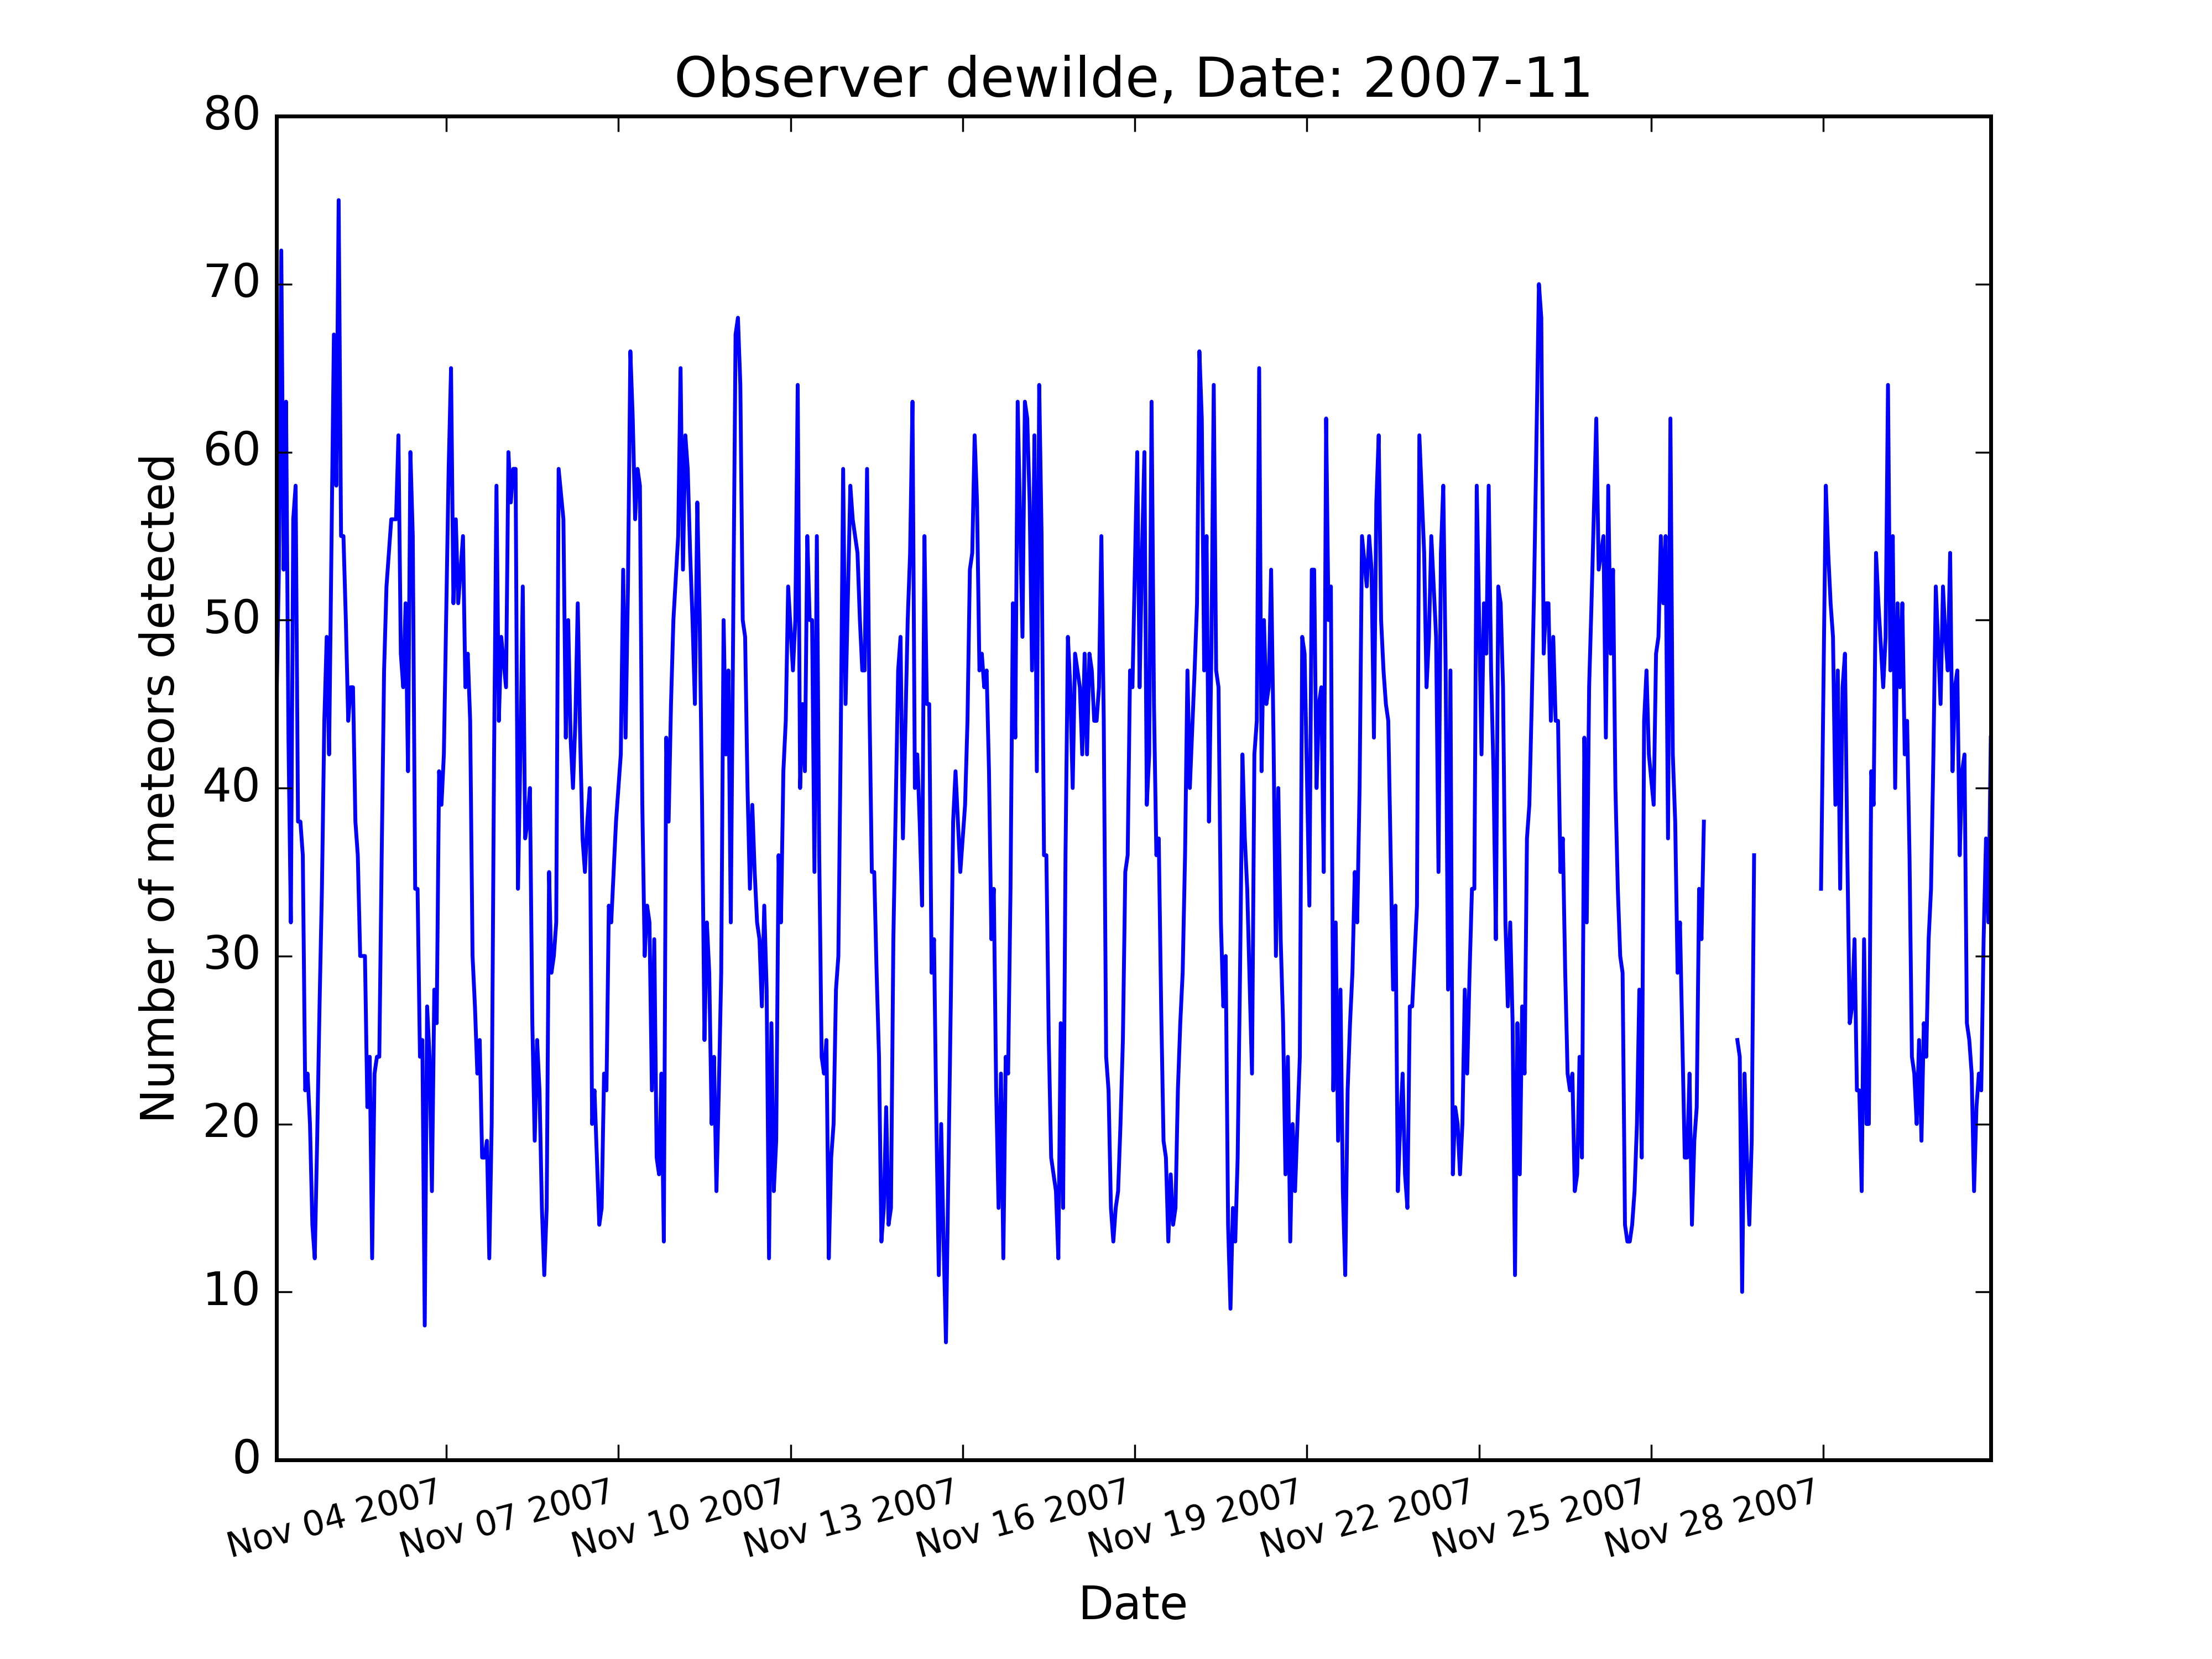 Observer dewilde, Date: 2007-11
80
70
60
50
40
30
20
10
0
Number of meteors detected
Nov 04 2007
Nov 07 2007
Nov 10 2007
Nov 13 2007
Nov 16 2007
Nov 19 2007
Nov 22 2007
Nov 25 2007
Nov 28 2007
Date